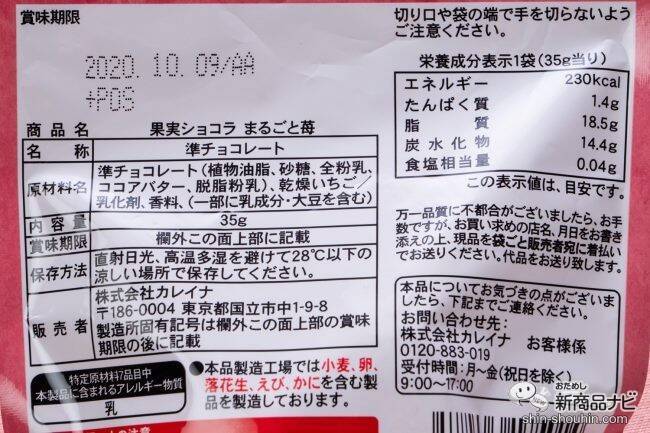 賞味期限
2020. 10. 09/AA
+POS
商品名 果実ショコラ まるごと苺
名称 準チョコレート
原材料名 準チョコレート(植物油脂、砂糖、全粉乳、
ココアバター、脱脂粉乳)、乾燥いちご/
乳化剤、香料、(一部に乳成分・大豆を含む)
内容量 35g
賞味期限 欄外この面上部に記載
保存方法 直射日光、高温多湿を避けて28℃以下の
涼しい場所で保存してください。
販売者 株式会社カレイナ
〒186-0004 東京都国立市中1-9-8
製造所固有記号は欄外この面上部の賞味
期限の後に記載
特定原材料7品目中
本製品に含まれるアレルギー物質
乳
●本品製造工場では小麦、卵、
落花生、えび、かにを含む製
品を製造しております。
切り口や袋の端で手を切らないよう
ご注意ください。
栄養成分表示1袋(35g当り)
エネルギー 230kcal
たんぱく質 1.4g
脂質 18.5g
炭水化物 14.4g
食塩相当量 0.04g
この表示値は、目安です。
万一品質に不都合がございましたら、お手
数ですが、お買い求めの店名、月日をお書き
添えの上、現品を袋ごと販売者宛に着払い
でお送りください。代品をお送り致します。
本品についてお気づきの点がございま
したら、下記までご連絡ください。
お問い合わせ先:
株式会社カレイナ お客様係
0120-883-019
受付時間:月~金(祝日を除く)
9:00~17:00
おためし
新商品ナビ
shin-shouhin.com